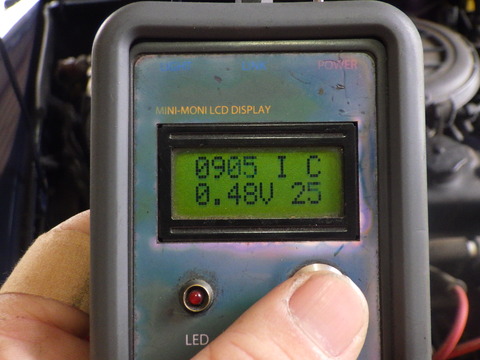 POWER
MINI-MONI LCD DISPLAY
0905 I C
0.48V 25
LED